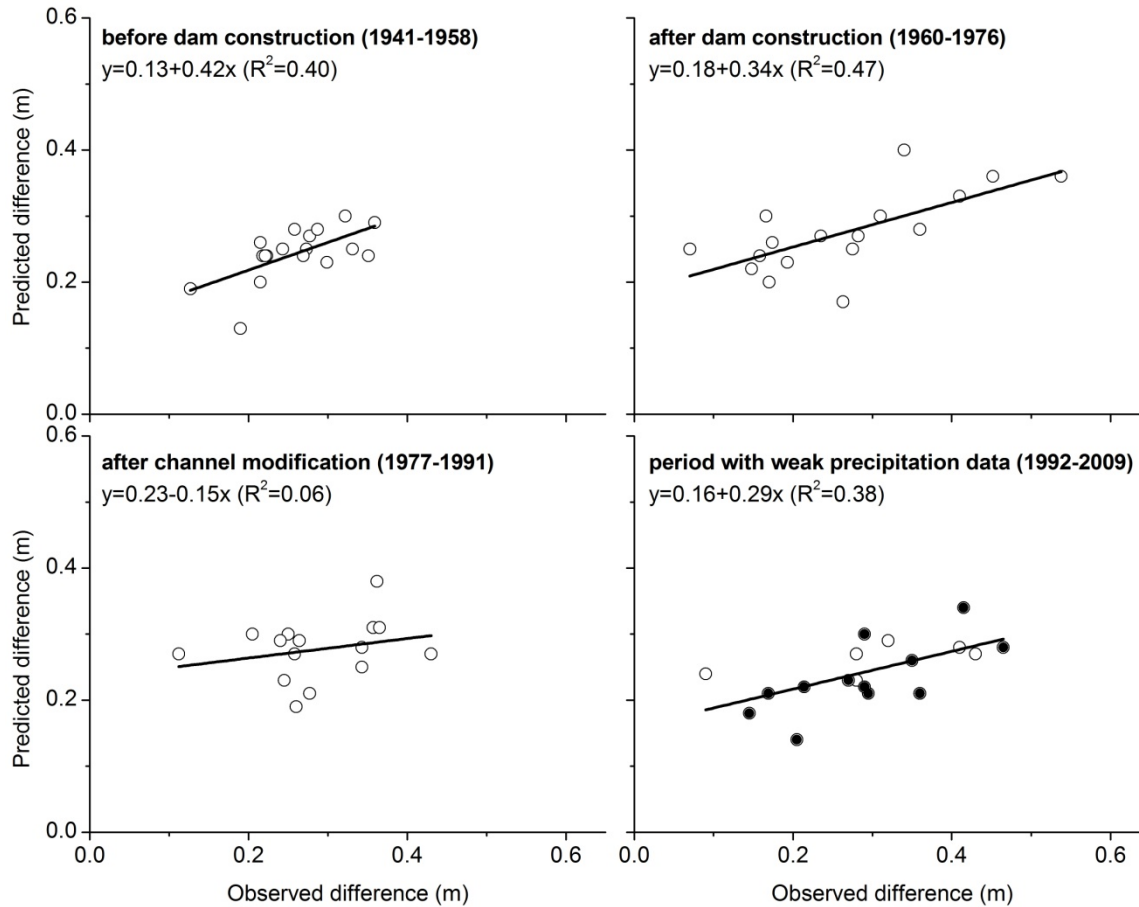 before dam construction (1941-1958)
y=0.13+0.42x (R²=0.40)
after dam construction (1960-1976)
y=0.18+0.34x (R²=0.47)
0.6
0.4
0.2
0.0
Predicted difference (m)
after channel modification (1977-1991)
y=0.23-0.15x (R²=0.06)
period with weak precipitation data (1992-2009)
y=0.16+0.29x (R²=0.38)
0.6
0.4
0.2
0.0
Predicted difference (m)
0.0 0.2 0.4 0.6
0.0 0.2 0.4 0.6
Observed difference (m)
Observed difference (m)